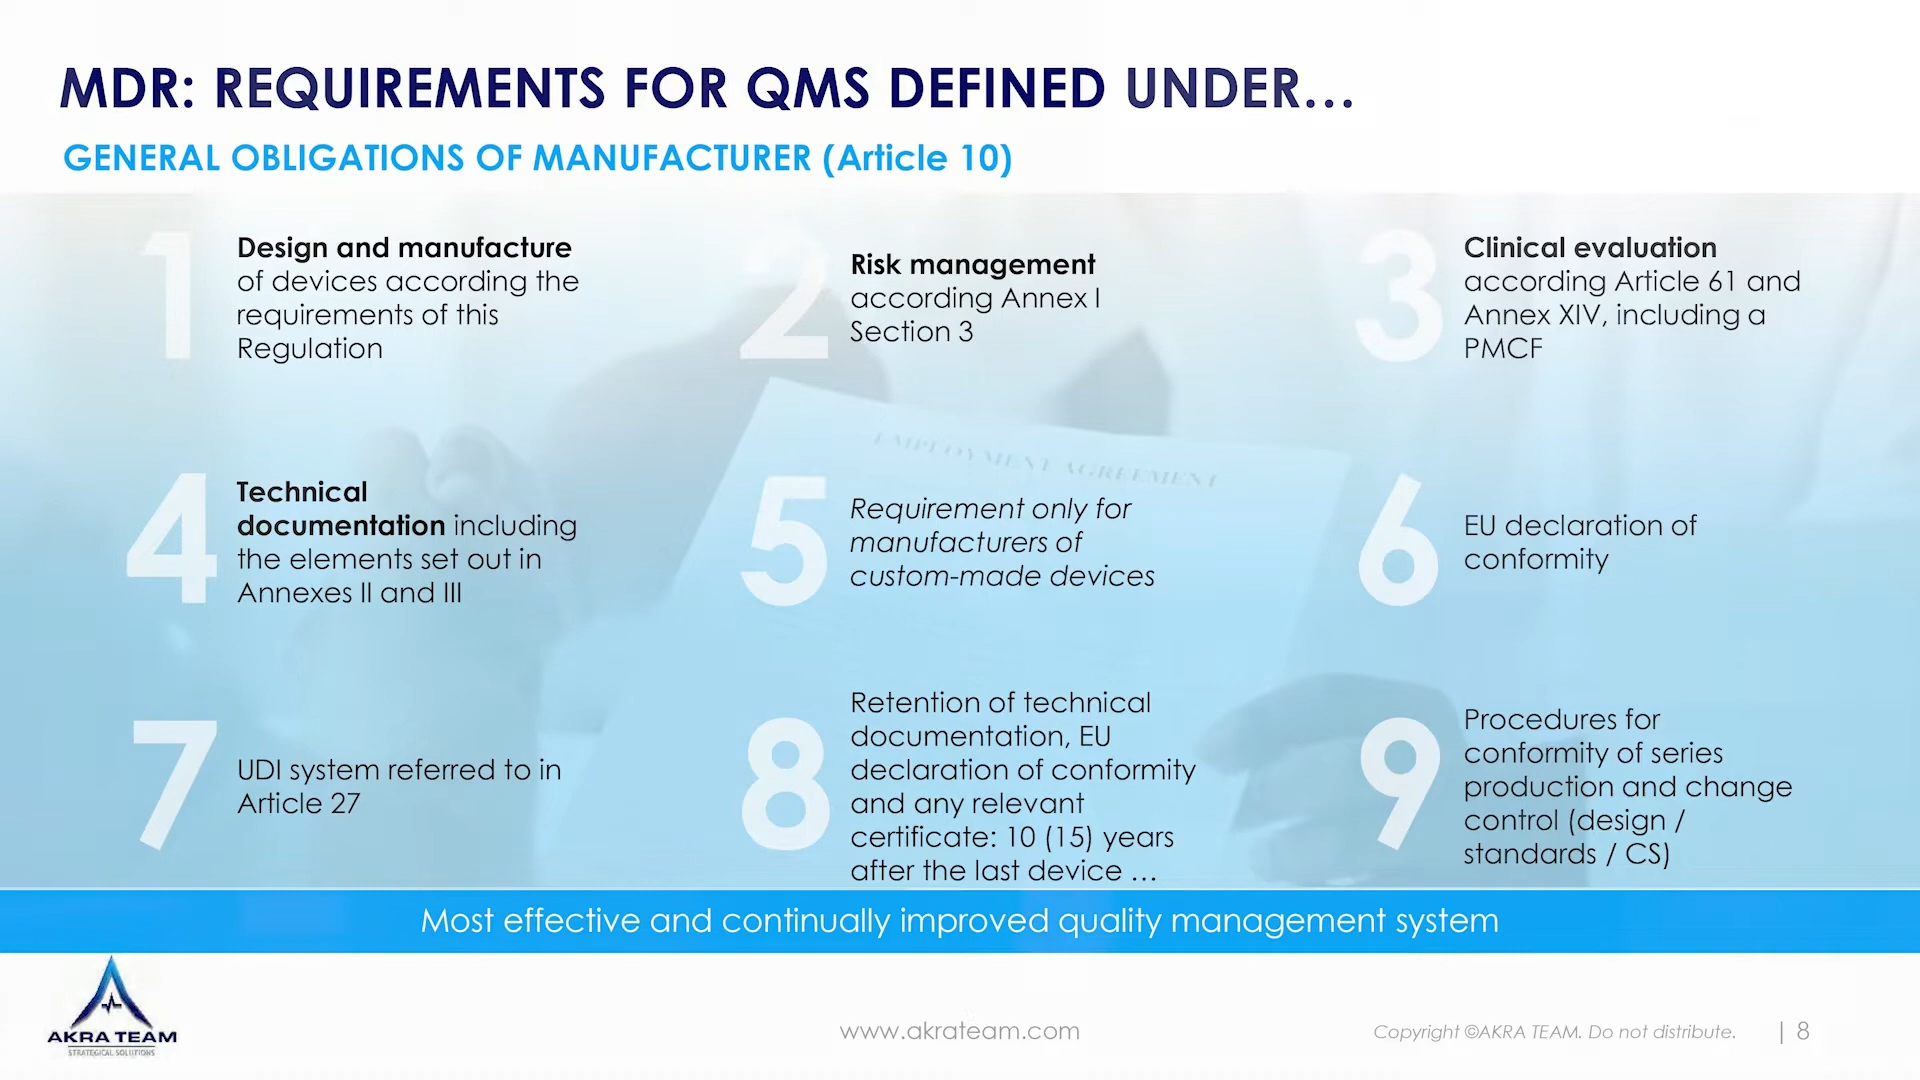 MDR: REQUIREMENTS FOR QMS DEFINED UNDER...
GENERAL OBLIGATIONS OF MANUFACTURER (Article 10)
1
Design and manufacture
of devices according the
requirements of this
Regulation
2
Risk management
according Annex I
Section 3
3
Clinical evaluation
according Article 61 and
Annex XIV, including a
PMCF
4
Technical
documentation including
the elements set out in
Annexes II and III
EMPLOYMENT AGREEMENT
5
Requirement only for
manufacturers of
custom-made devices
6
EU declaration of
conformity
7
UDI system referred to in
Article 27
8
Retention of technical
documentation, EU
declaration of conformity
and any relevant
certificate: 10 (15) years
after the last device ...
9
Procedures for
conformity of series
production and change
control (design /
standards / CS)
Most effective and continually improved quality management system
AKRA TEAM
STRATEGICAL SOLUTIONS
www.akrateam.com
Copyright ©AKRA TEAM. Do not distribute.
| 8